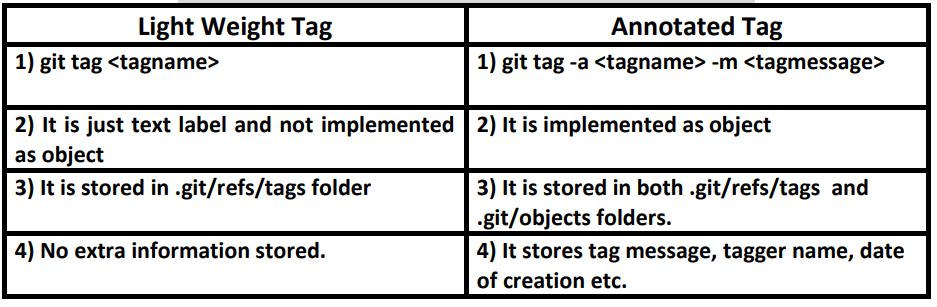 Light Weight Tag
Annotated Tag
1) git tag <tagname>
1) git tag -a <tagname> -m <tagmessage>
2) It is just text label and not implemented
as object
2) It is implemented as object
3) It is stored in .git/refs/tags folder
3) It is stored in both .git/refs/tags and
.git/objects folders.
4) No extra information stored.
4) It stores tag message, tagger name, date
of creation etc.